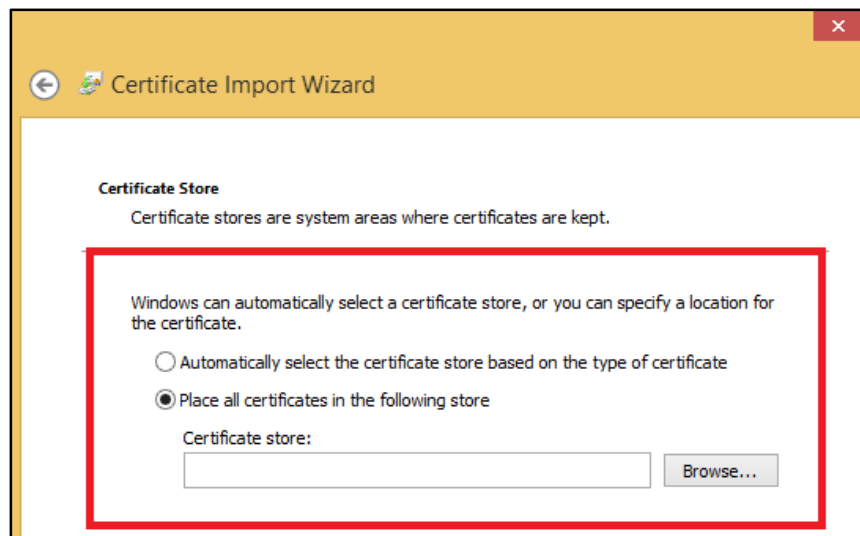 Certificate Import Wizard
Certificate Store
Certificate stores are system areas where certificates are kept.
Windows can automatically select a certificate store, or you can specify a location for
the certificate.
Automatically select the certificate store based on the type of certificate
Place all certificates in the following store
Certificate store:
Browse...